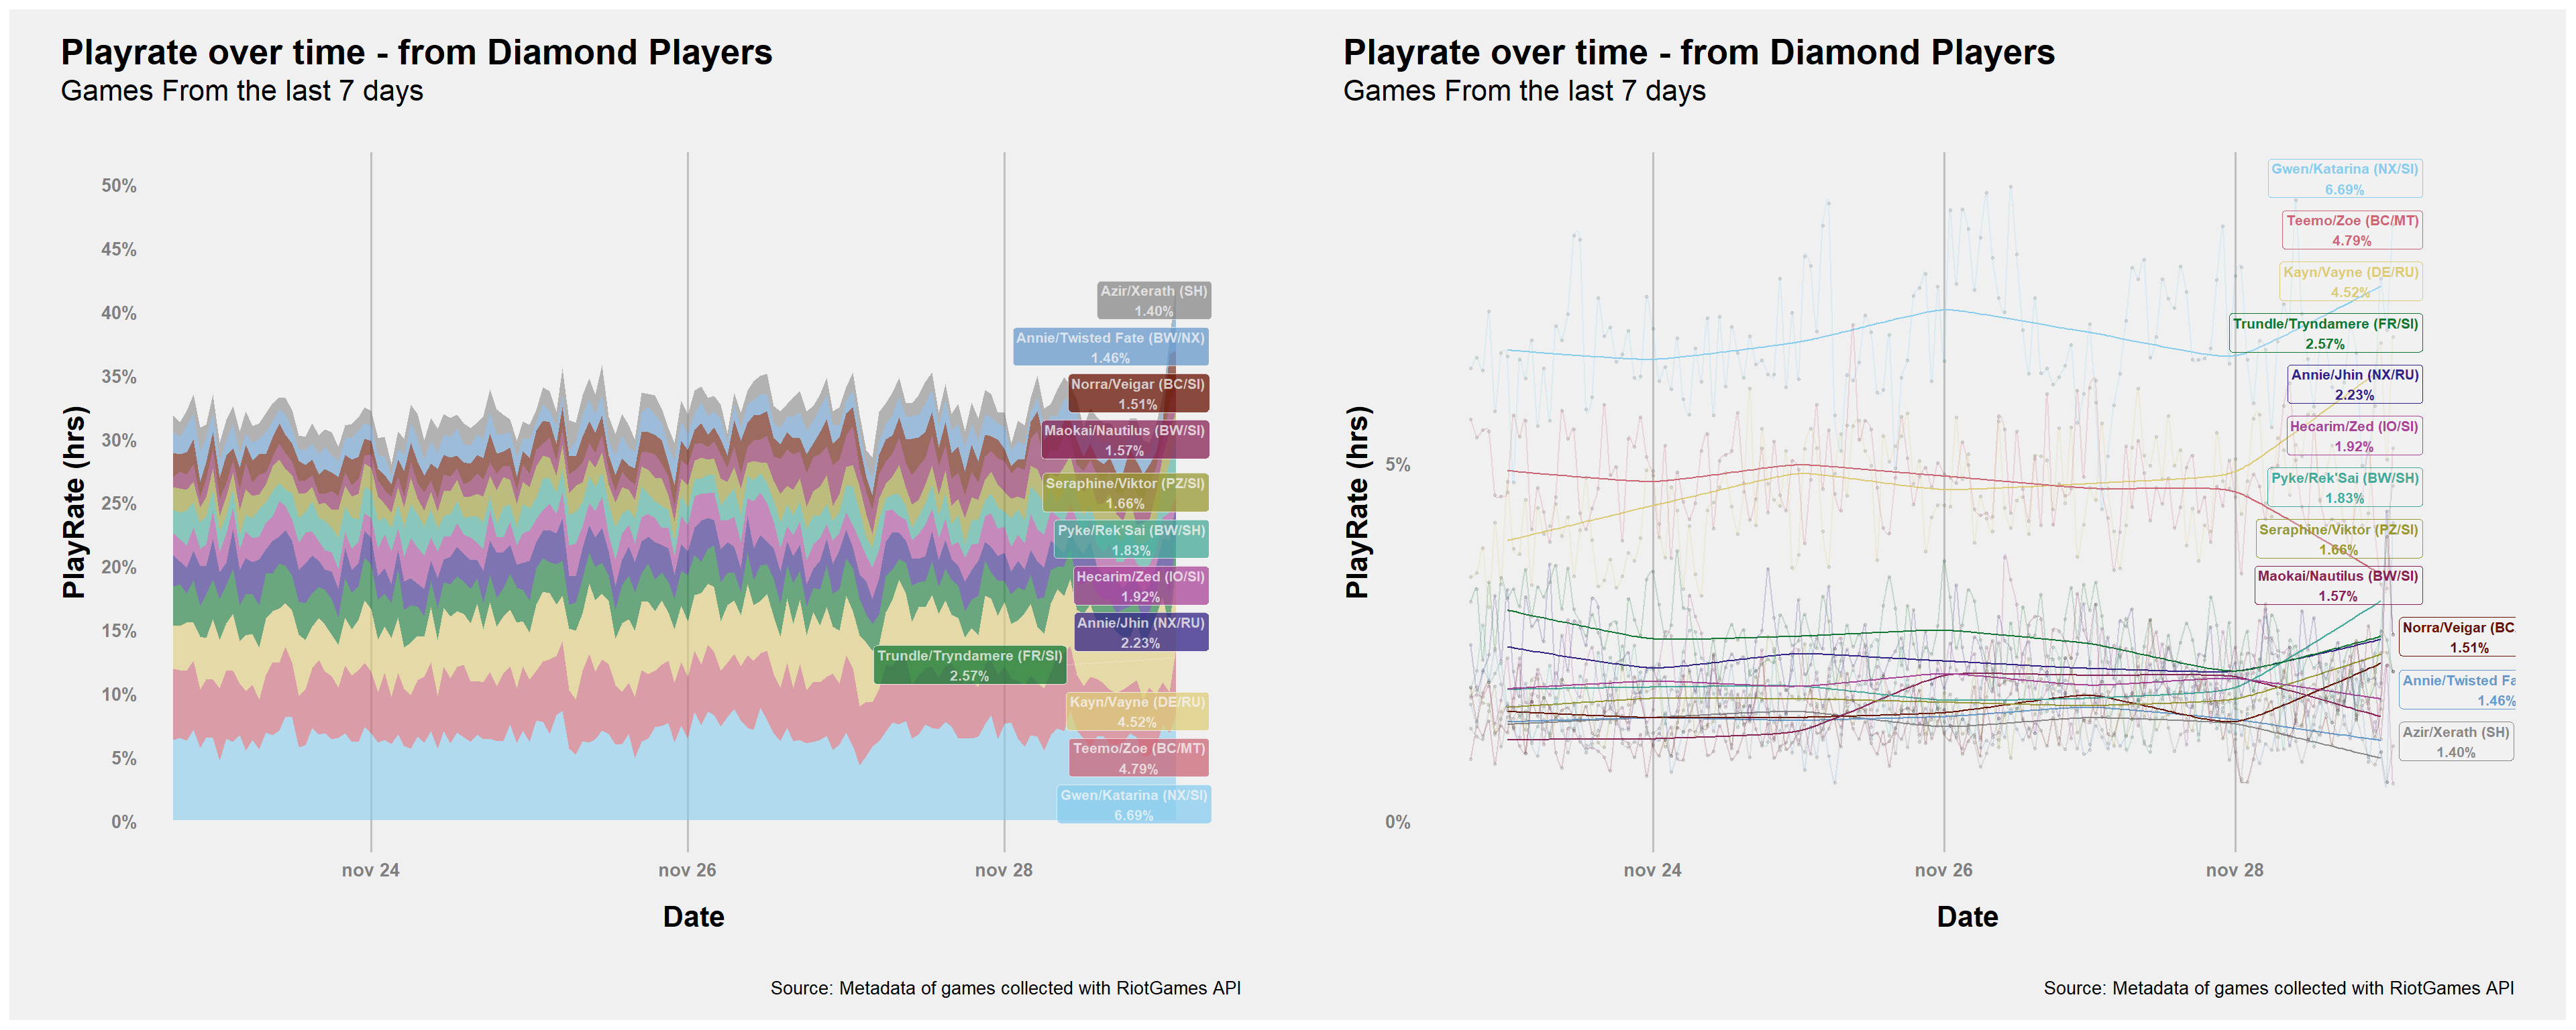 Playrate over time - from Diamond Players
Games From the last 7 days
PlayRate (hrs)
50%
45%
40%
35%
30%
25%
20%
15%
10%
5%
0%
Azir/Xerath (SH)
1.40%
Annie/Twisted Fate (BW/NX)
1.46%
Norra/Veigar (BC/SI)
1.51%
Maokai/Nautilus (BW/SI)
1.57%
Seraphine/Viktor (PZ/SI)
1.66%
Pyke/Rek'Sai (BW/SH)
1.83%
Hecarim/Zed (IO/SI)
1.92%
Annie/Jhin (NX/RU)
2.23%
Trundle/Tryndamere (FR/SI)
2.57%
Kayn/Vayne (DE/RU)
4.52%
Teemo/Zoe (BC/MT)
4.79%
Gwen/Katarina (NX/SI)
6.69%
nov 24
nov 26
nov 28
Date
Source: Metadata of games collected with RiotGames API
Playrate over time - from Diamond Players
Games From the last 7 days
PlayRate (hrs)
5%
0%
Gwen/Katarina (NX/SI)
6.69%
Teemo/Zoe (BC/MT)
4.79%
Kayn/Vayne (DE/RU)
4.52%
Trundle/Tryndamere (FR/SI)
2.57%
Annie/Jhin (NX/RU)
2.23%
Hecarim/Zed (IO/SI)
1.92%
Pyke/Rek'Sai (BW/SH)
1.83%
Seraphine/Viktor (PZ/SI)
1.66%
Maokai/Nautilus (BW/SI)
1.57%
Norra/Veigar (BC
1.51%
Annie/Twisted Fa
1.46%
Azir/Xerath (SH)
1.40%
nov 24
nov 26
nov 28
Date
Source: Metadata of games collected with RiotGames API